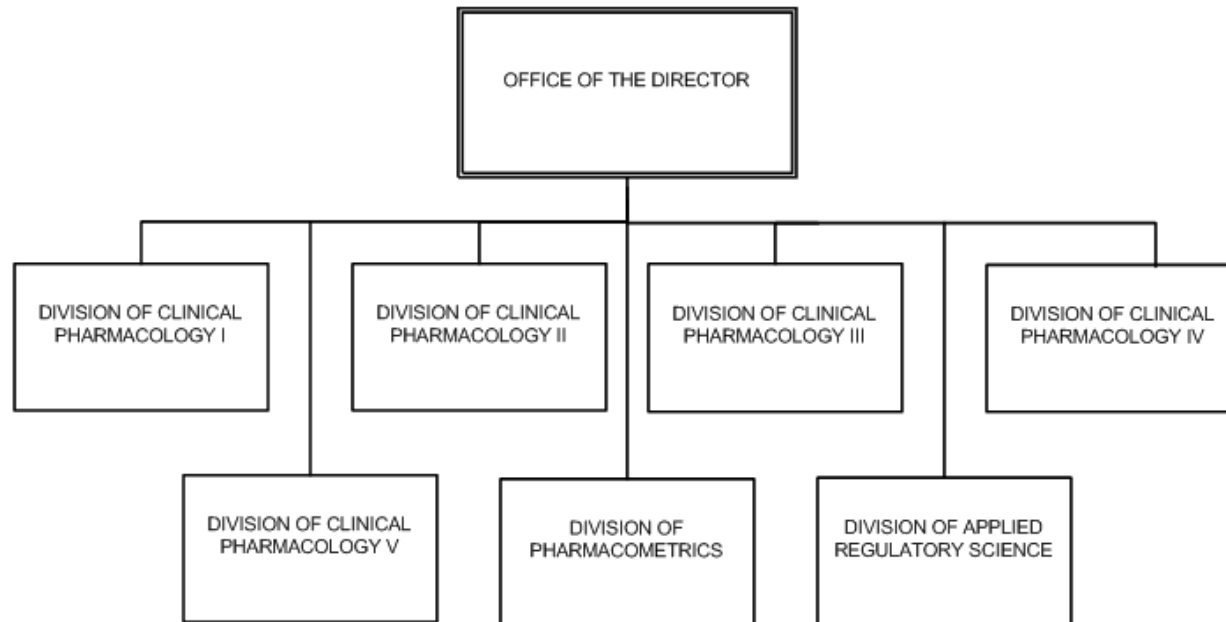 OFFICE OF THE DIRECTOR
DIVISION OF CLINICAL
PHARMACOLOGY I
DIVISION OF CLINICAL
PHARMACOLOGY II
DIVISION OF CLINICAL
PHARMACOLOGY III
DIVISION OF CLINICAL
PHARMACOLOGY IV
DIVISION OF CLINICAL
PHARMACOLOGY V
DIVISION OF
PHARMACOMETRICS
DIVISION OF APPLIED
REGULATORY SCIENCE